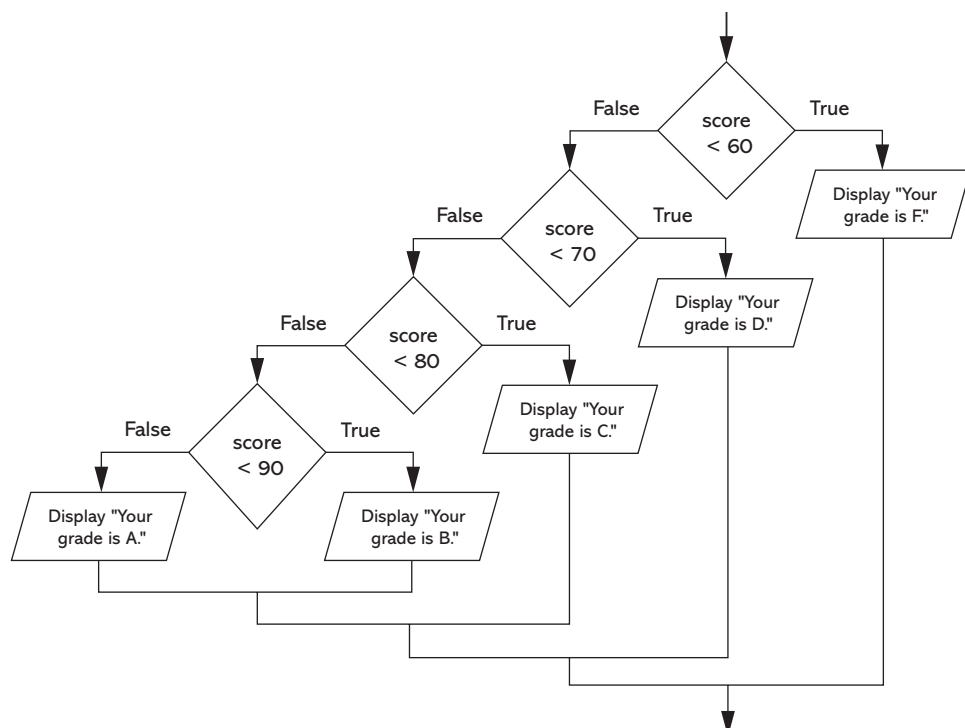 False
True
score
< 60
Display "Your
grade is F."
False
True
score
< 70
Display "Your
grade is D."
False
True
score
< 80
Display "Your
grade is C."
False
True
score
< 90
Display "Your
grade is A."
Display "Your
grade is B."